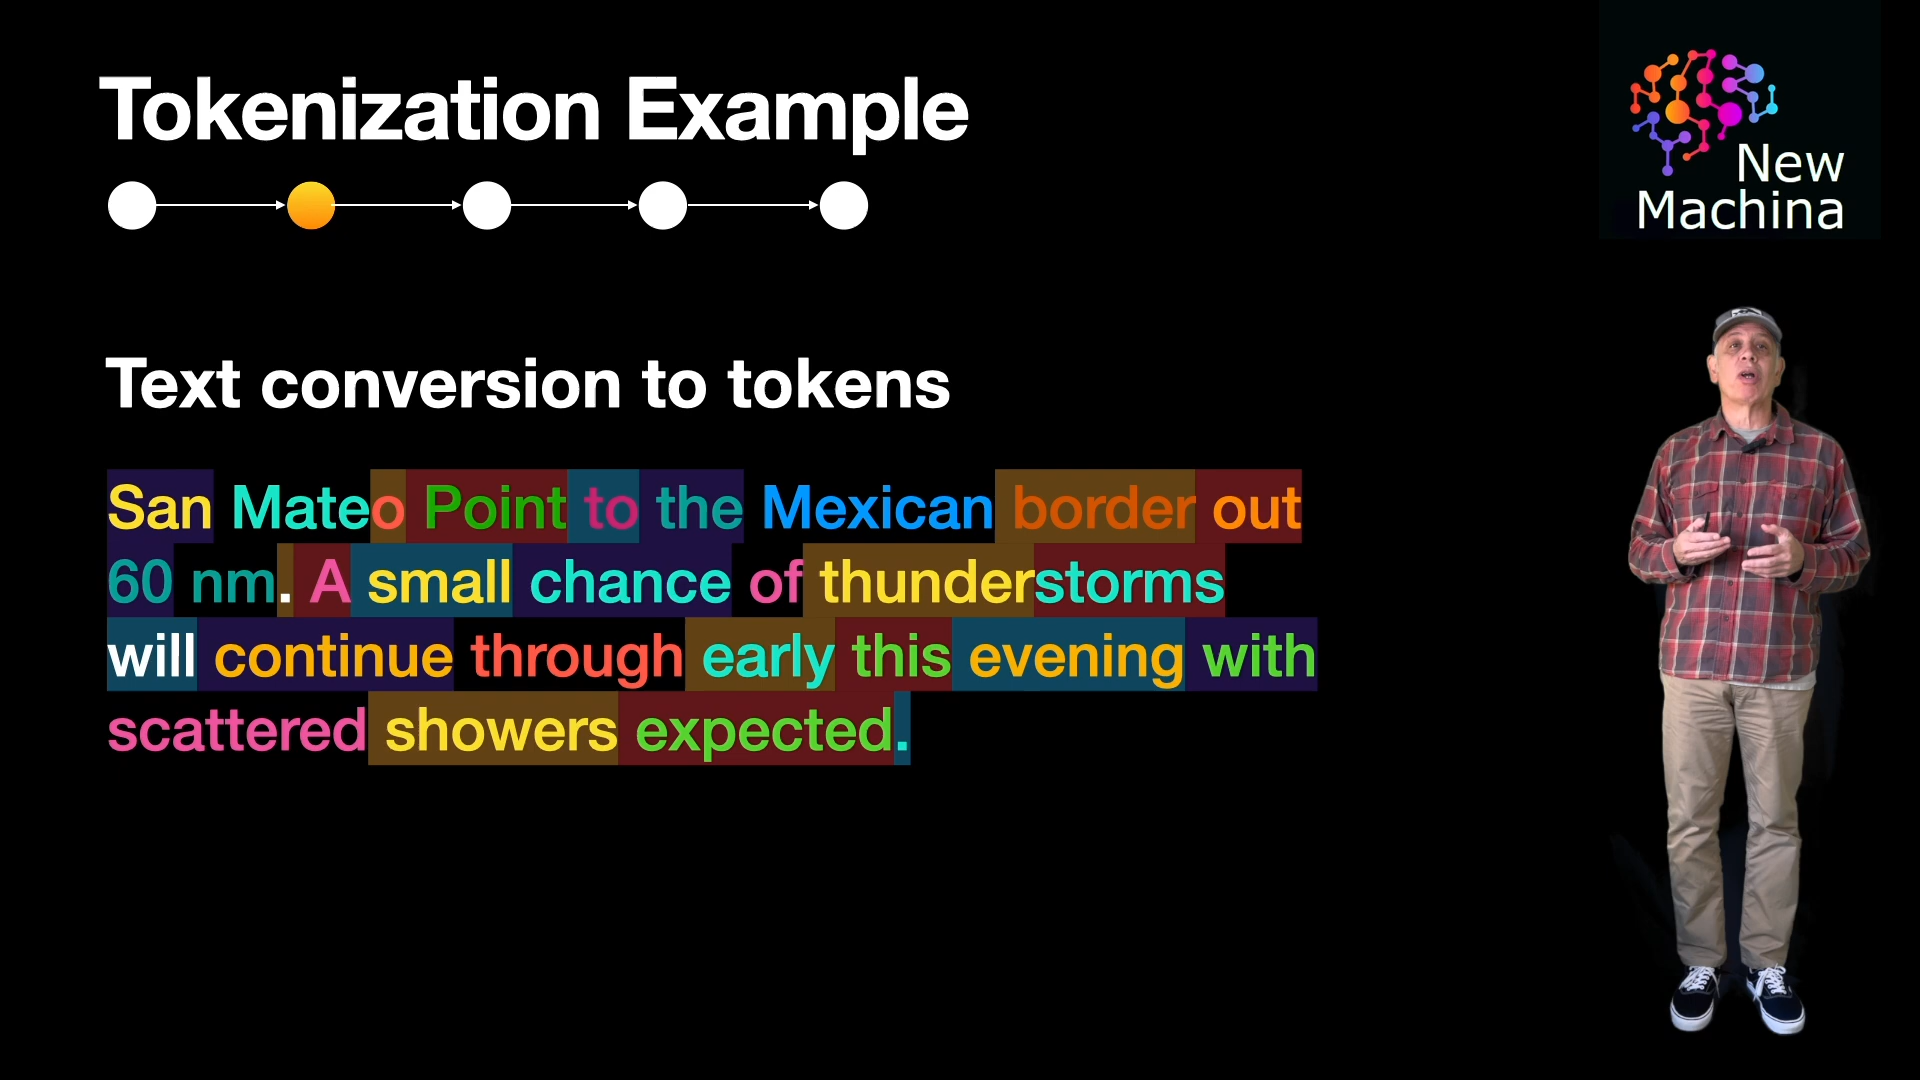 Tokenization Example
New
Machina
Text conversion to tokens
San Mateo Point to the Mexican border out
60 nm. A small chance of thunderstorms
will continue through early this evening with
scattered showers expected.